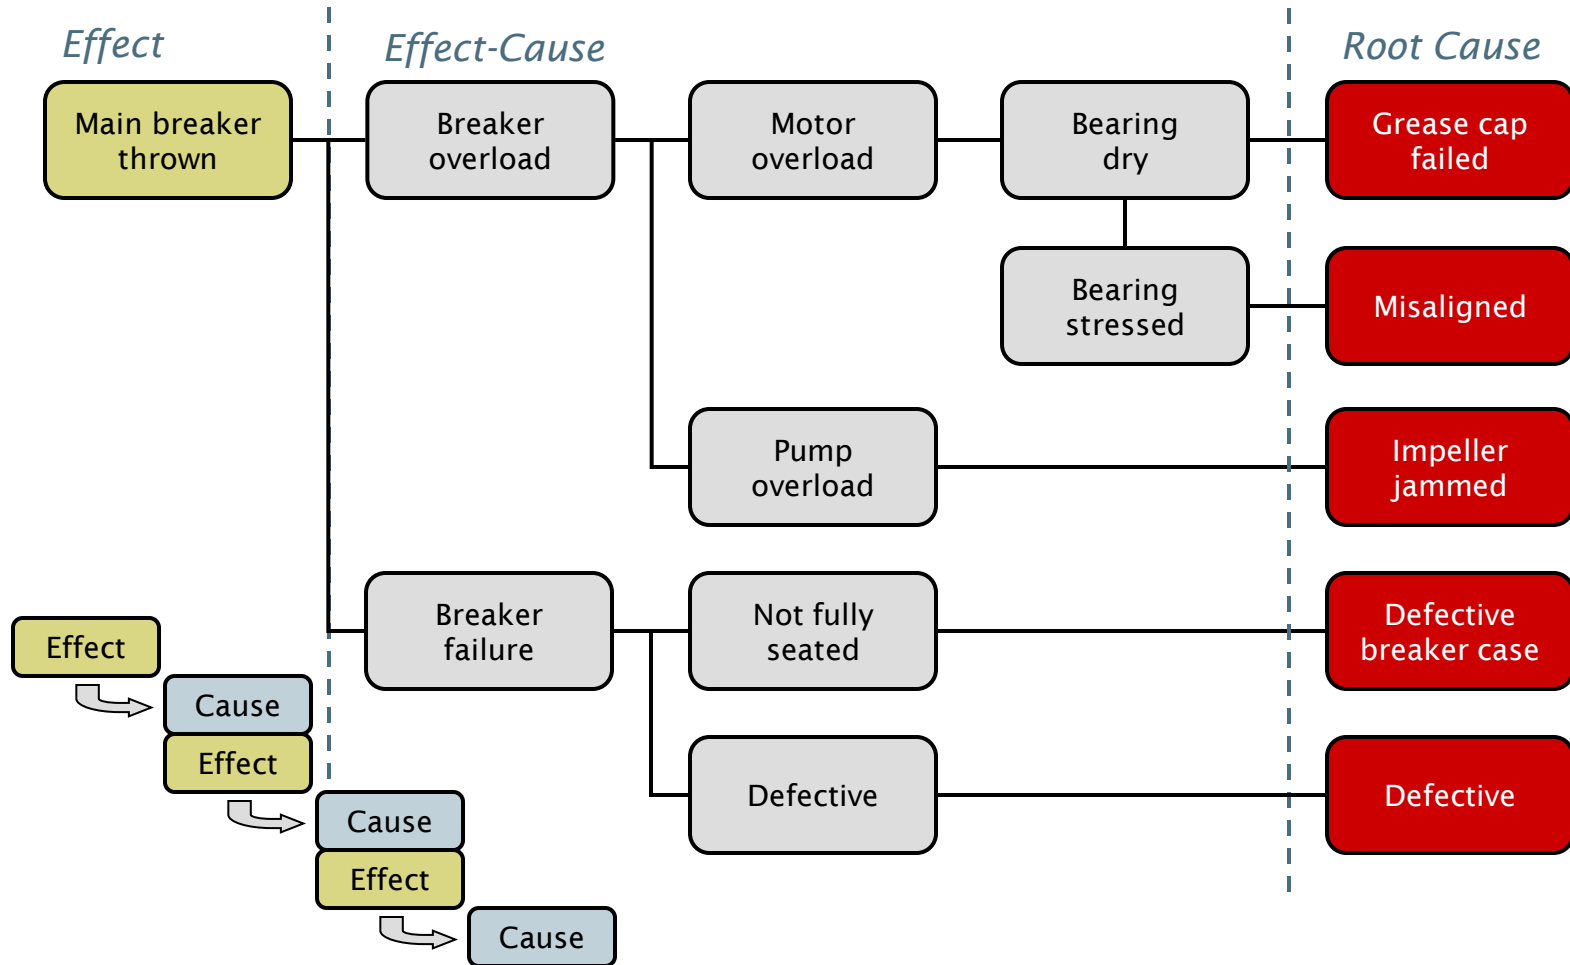 Effect
Effect-Cause
Root Cause
Main breaker
thrown
Breaker
overload
Motor
overload
Bearing
dry
Grease cap
failed
Bearing
stressed
Misaligned
Pump
overload
Impeller
jammed
Breaker
failure
Not fully
seated
Defective
breaker case
Defective
Defective
Effect
Cause
Effect
Cause
Effect
Cause